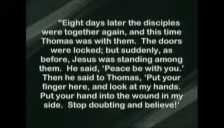 "Eight days later the disciples
were together again, and this time
Thomas was with them. The doors
were locked; but suddenly, as
before, Jesus was standing among
them. He said, 'Peace be with you.'
Then he said to Thomas, 'Put your
finger here, and look at my hands.
Put your hand into the wound in my
side. Stop doubting and believe!'